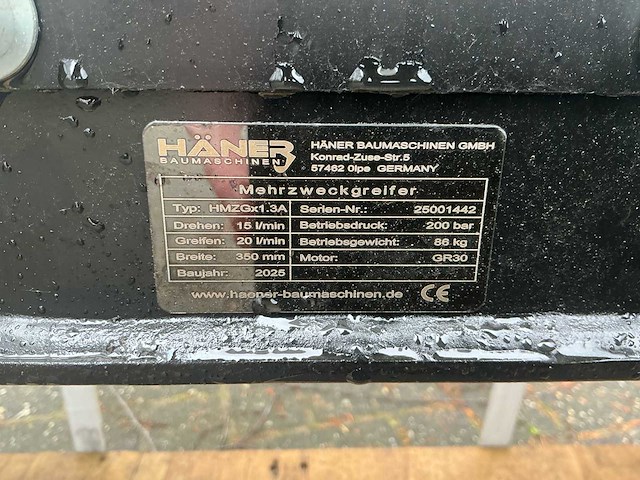 HÄNER
BAUMASCHINEN
HÄNER BAUMASCHINEN GMBH
Konrad-Zuse-Str.5
57462 Olpe GERMANY
Mehrzweckgreifer
Typ: HMZGx1.3A Serien-Nr.: 25001442
Drehen: 15 l/min Betriebsdruck: 200 bar
Greifen: 20 l/min Betriebsgewicht: 86 kg
Breite: 350 mm Motor: GR30
Baujahr: 2025
www.haener-baumaschinen.de CE